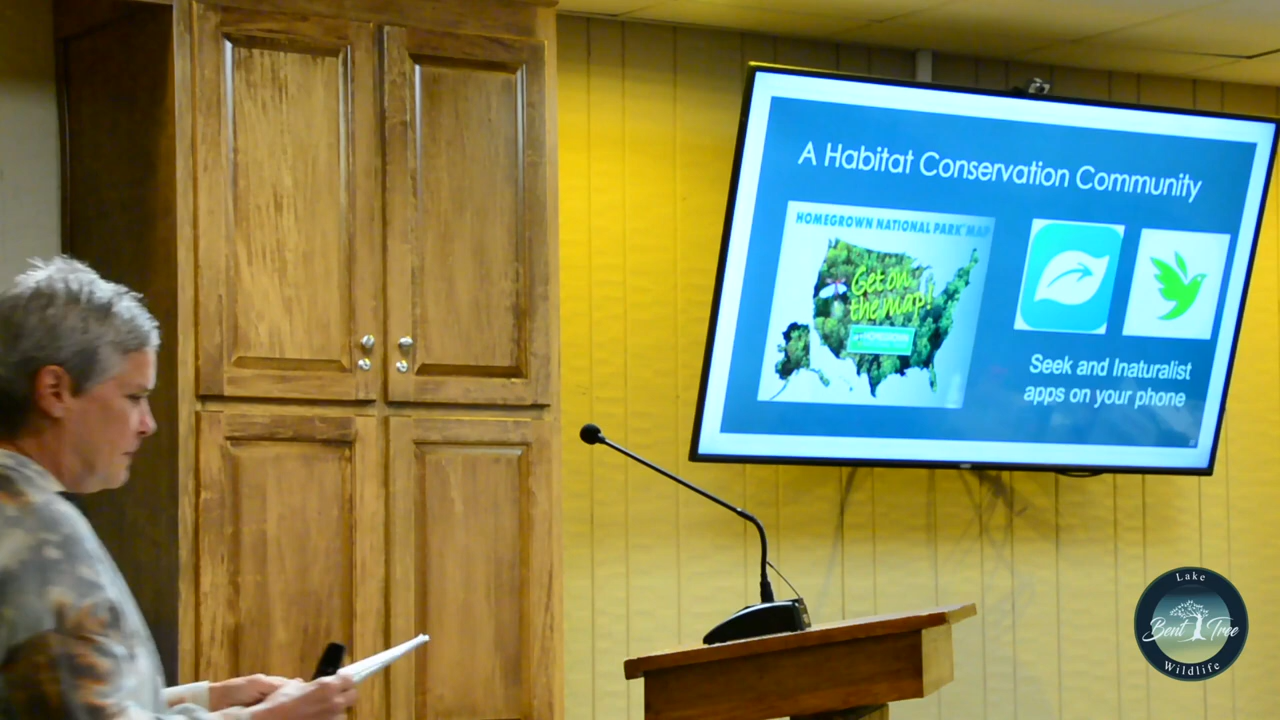 A Habitat Conservation Community
HOMEGROWN NATIONAL PARK MAP
Get on
the map!
HOMEGROWN
Seek and Inaturalist
apps on your phone
Lake
Bent Tree
Wildlife